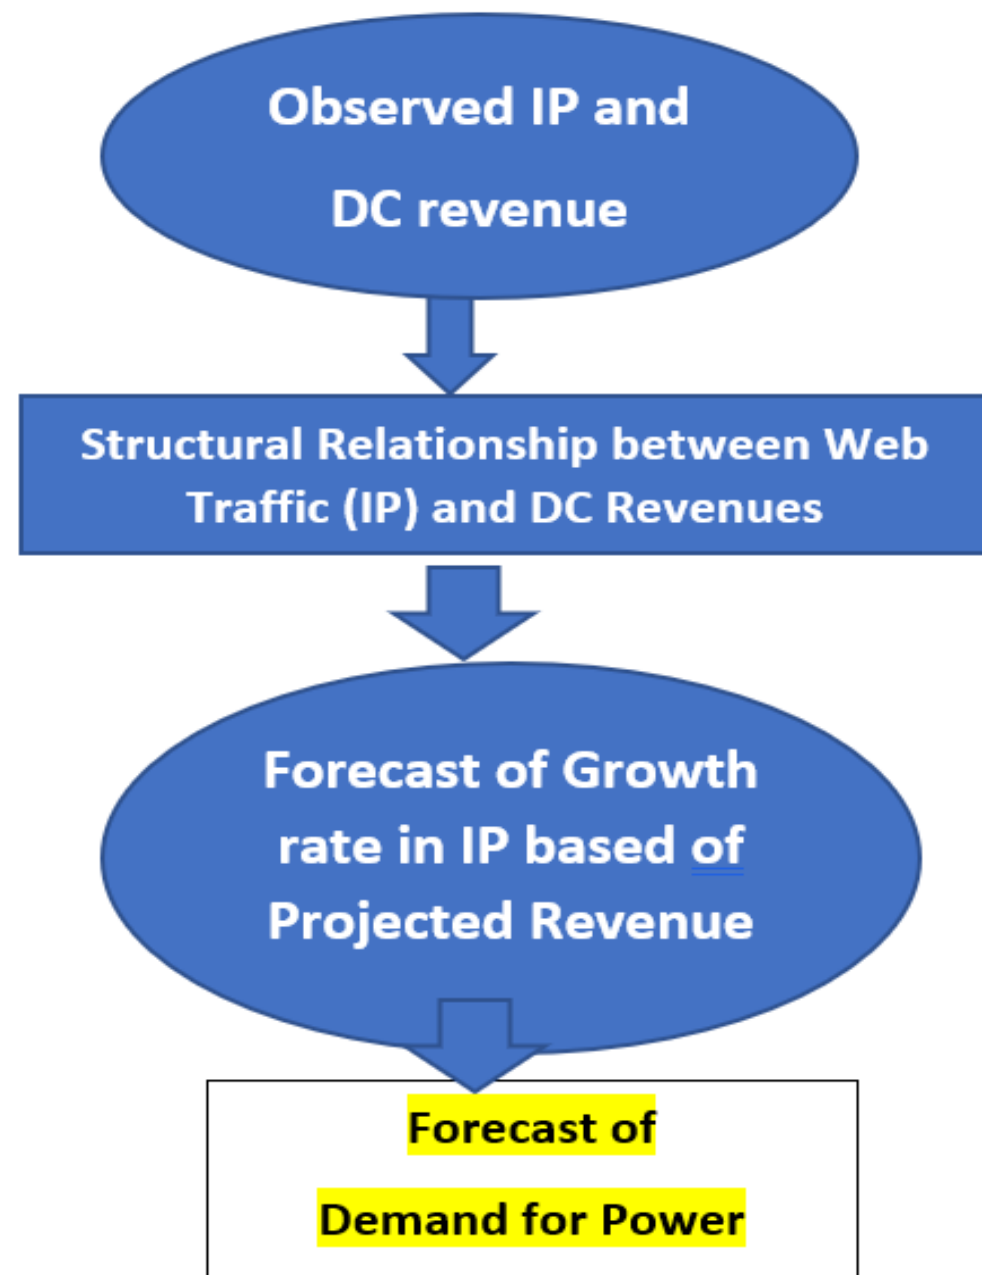 Observed IP and
DC revenue
Structural Relationship between Web
Traffic (IP) and DC Revenues
Forecast of Growth
rate in IP based of
Projected Revenue
Forecast of
Demand for Power